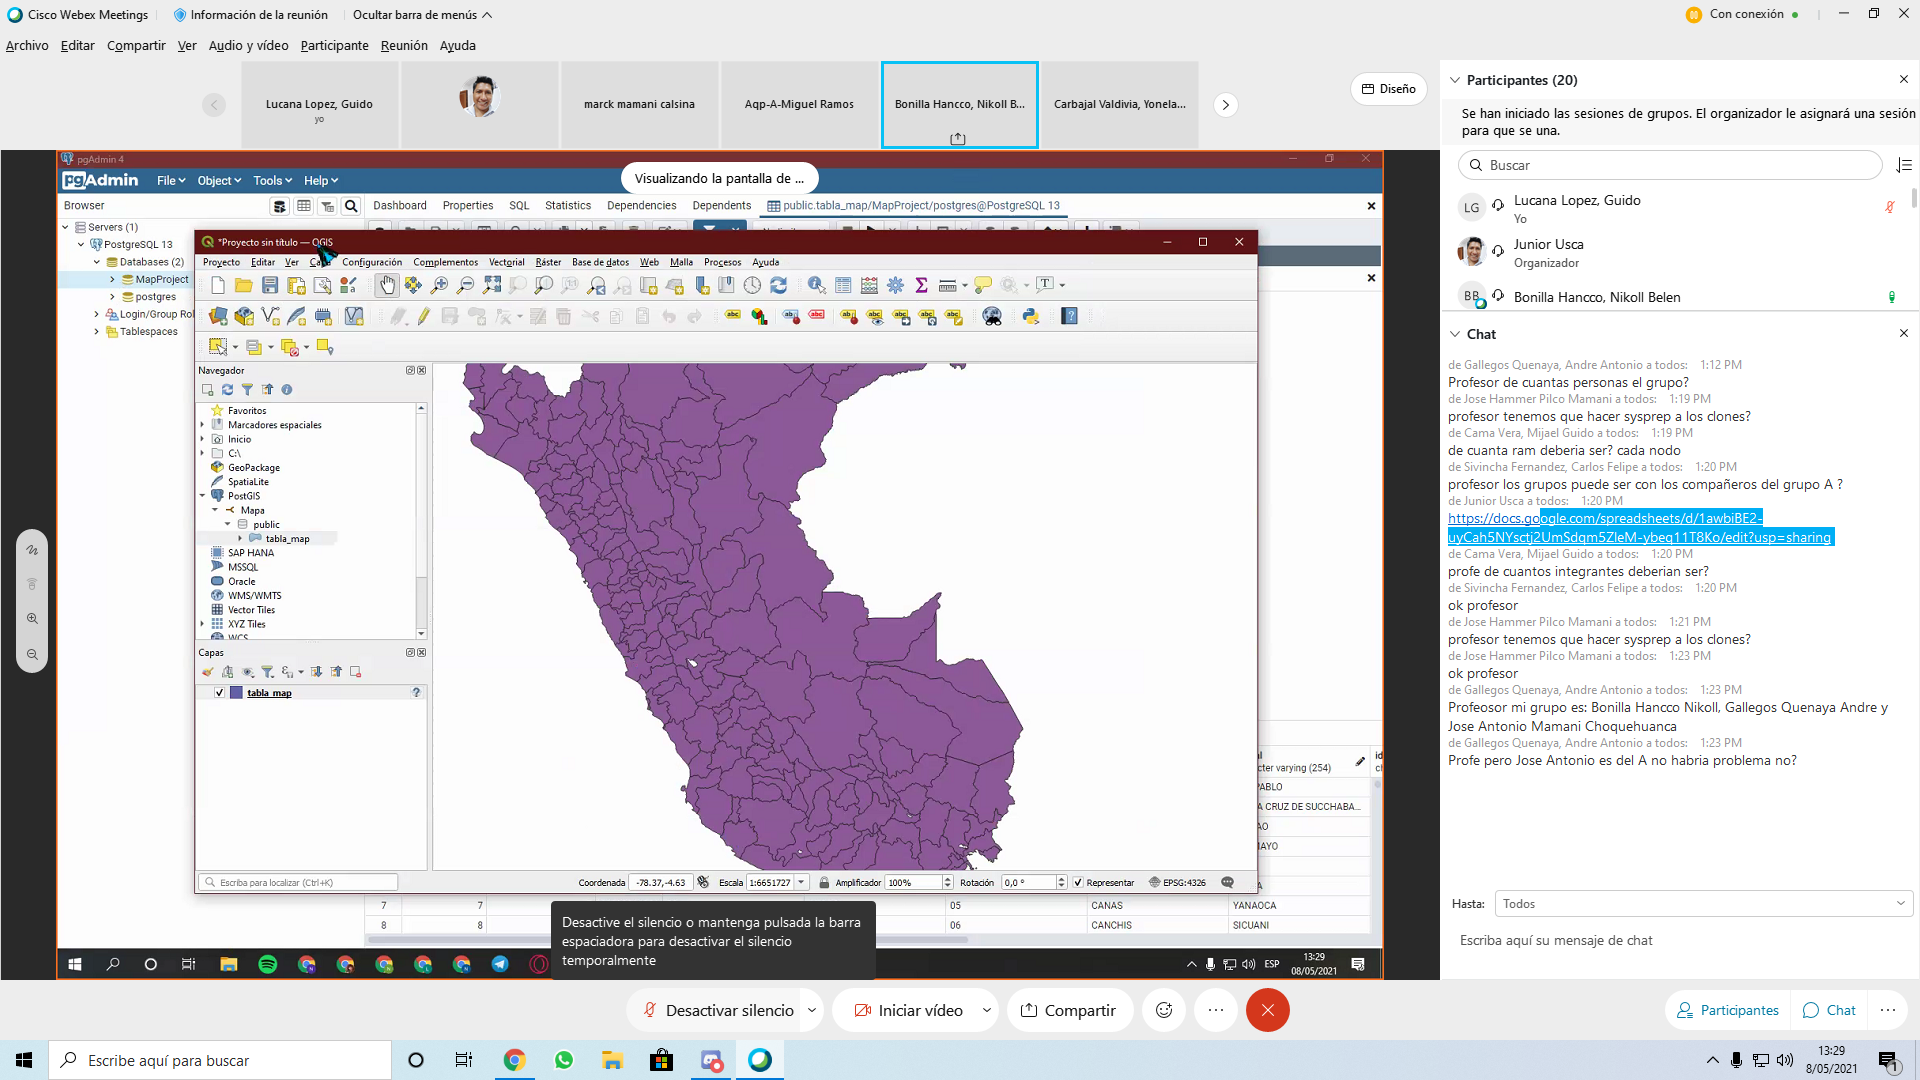 Cisco Webex Meetings
Información de la reunión
Ocultar barra de menús
Con conexión
Archivo Editar Compartir Ver Audio y vídeo Participante Reunión Ayuda
Lucana Lopez, Guido
yo
marck mamani calsina
Aqp-A-Miguel Ramos
Bonilla Hancco, Nikoll B...
Carbajal Valdivia, Yonela...
Diseño
pgAdmin 4
Visualizando la pantalla de ...
pgAdmin File Object Tools Help
Browser
Dashboard Properties SQL Statistics Dependencies Dependents public.tabla_map/MapProject/postgres@PostgreSQL 13
Servers (1)
PostgreSQL 13
Databases (2)
MapProject
postgres
Login/Group Rol
Tablespaces
*Proyecto sin título — QGIS
Proyecto Editar Ver Capa Configuración Complementos Vectorial Ráster Base de datos Web Malla Procesos Ayuda
Navegador
Favoritos
Marcadores espaciales
Inicio
C:\
GeoPackage
SpatiaLite
PostGIS
Mapa
public
tabla_map
SAP HANA
MSSQL
Oracle
WMS/WMTS
Vector Tiles
XYZ Tiles
WCS
Capas
tabla_map
Escriba para localizar (Ctrl+K)
Coordenada -78.37,-4.63 Escala 1:6651727 Amplificador 100% Rotación 0,0 ° Representar EPSG:4326
cter varying (254)
PABLO
A CRUZ DE SUCCHABA...
7 7 05 CANAS YANAOCA
8 8 06 CANCHIS SICUANI
Desactive el silencio o mantenga pulsada la barra
espaciadora para desactivar el silencio
temporalmente
ESP
13:29
08/05/2021
Participantes (20)
Se han iniciado las sesiones de grupos. El organizador le asignará una sesión
para que se una.
Buscar
LG Lucana Lopez, Guido
Yo
Junior Usca
Organizador
BB Bonilla Hancco, Nikoll Belen
Chat
de Gallegos Quenaya, Andre Antonio a todos: 1:12 PM
Profesor de cuantas personas el grupo?
de Jose Hammer Pilco Mamani a todos: 1:19 PM
profesor tenemos que hacer sysprep a los clones?
de Cama Vera, Mijael Guido a todos: 1:19 PM
de cuanta ram deberia ser? cada nodo
de Sivincha Fernandez, Carlos Felipe a todos: 1:20 PM
profesor los grupos puede ser con los compañeros del grupo A ?
de Junior Usca a todos: 1:20 PM
https://docs.google.com/spreadsheets/d/1awbiBE2-
uyCah5NYsctj2UmSdqm5ZleM-ybeq11T8Ko/edit?usp=sharing
de Cama Vera, Mijael Guido a todos: 1:20 PM
profe de cuantos integrantes deberian ser?
de Sivincha Fernandez, Carlos Felipe a todos: 1:20 PM
ok profesor
de Jose Hammer Pilco Mamani a todos: 1:21 PM
profesor tenemos que hacer sysprep a los clones?
de Jose Hammer Pilco Mamani a todos: 1:23 PM
ok profesor
de Gallegos Quenaya, Andre Antonio a todos: 1:23 PM
Profeosor mi grupo es: Bonilla Hancco Nikoll, Gallegos Quenaya Andre y
Jose Antonio Mamani Choquehuanca
de Gallegos Quenaya, Andre Antonio a todos: 1:23 PM
Profe pero Jose Antonio es del A no habria problema no?
Hasta: Todos
Escriba aquí su mensaje de chat
Desactivar silencio
Iniciar vídeo
Compartir
Participantes
Chat
Escribe aquí para buscar
13:29
8/05/2021
1